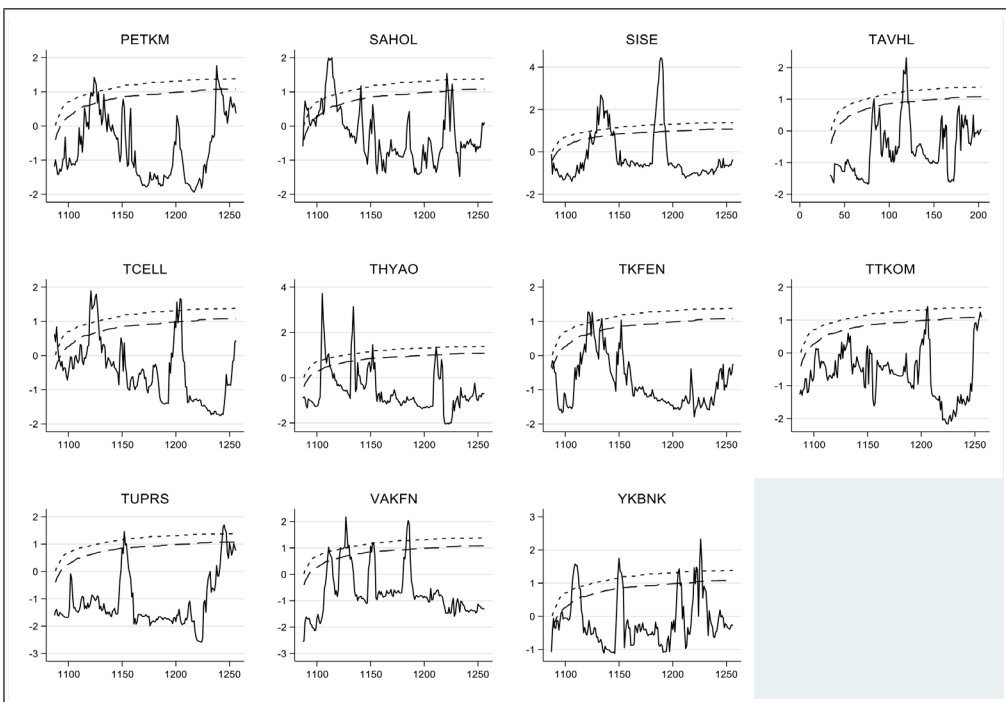 PETKM SAHOL SISE TAVHL
2 2 4 2
1 1 2 1
0 0 0 0
-1 -1 -1
-2 -2 -2 -2
1100 1150 1200 1250 1100 1150 1200 1250 1100 1150 1200 1250 0 50 100 150 200
TCELL THYAO TKFEN TTKOM
2 4 2 2
1 2 1 1
0 0 0 0
-1 -1 -1
-2 -2 -2 -2
1100 1150 1200 1250 1100 1150 1200 1250 1100 1150 1200 1250 1100 1150 1200 1250
TUPRS VAKFN YKBNK
2 2 3
1 1 2
0 0 1
-1 -1 0
-2 -2 -1
-3 -3
1100 1150 1200 1250 1100 1150 1200 1250 1100 1150 1200 1250